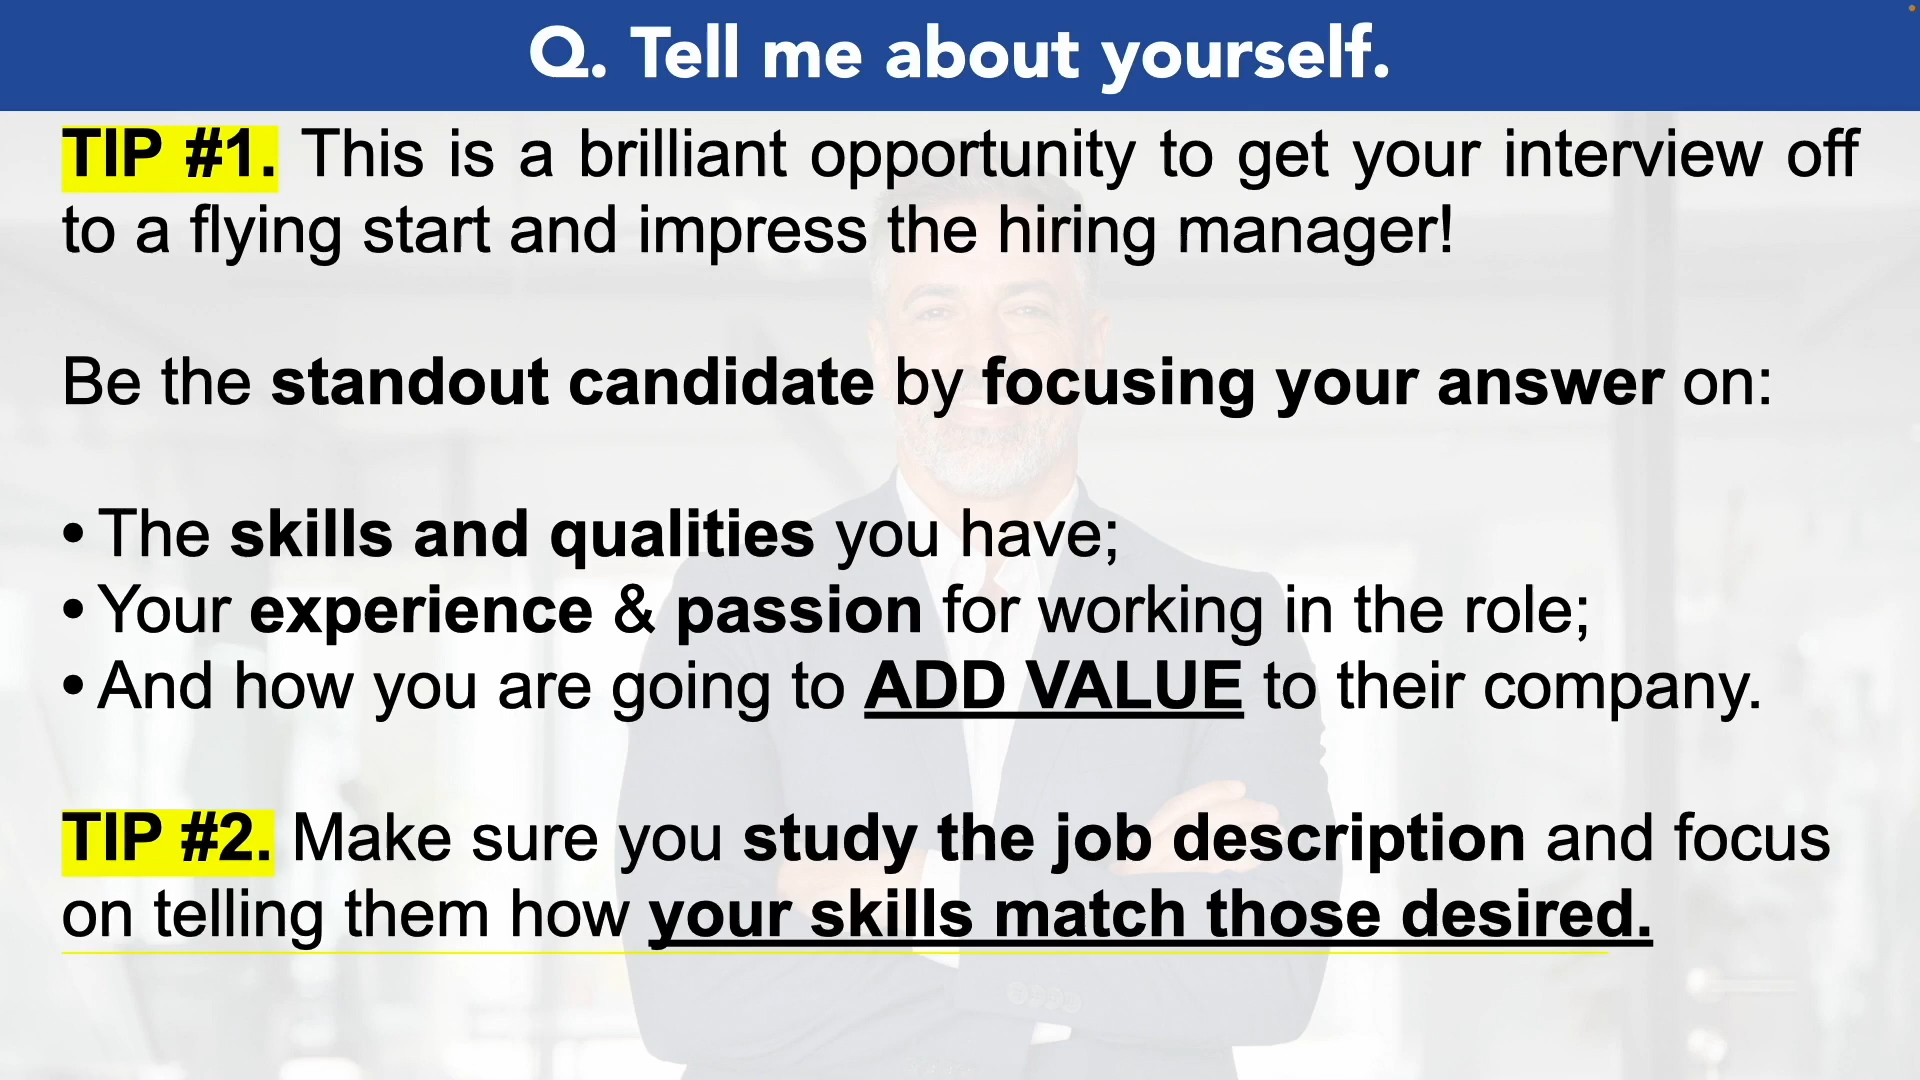 Q. Tell me about yourself.
TIP #1. This is a brilliant opportunity to get your interview off
to a flying start and impress the hiring manager!
Be the standout candidate by focusing your answer on:
• The skills and qualities you have;
• Your experience & passion for working in the role;
• And how you are going to ADD VALUE to their company.
TIP #2. Make sure you study the job description and focus
on telling them how your skills match those desired.